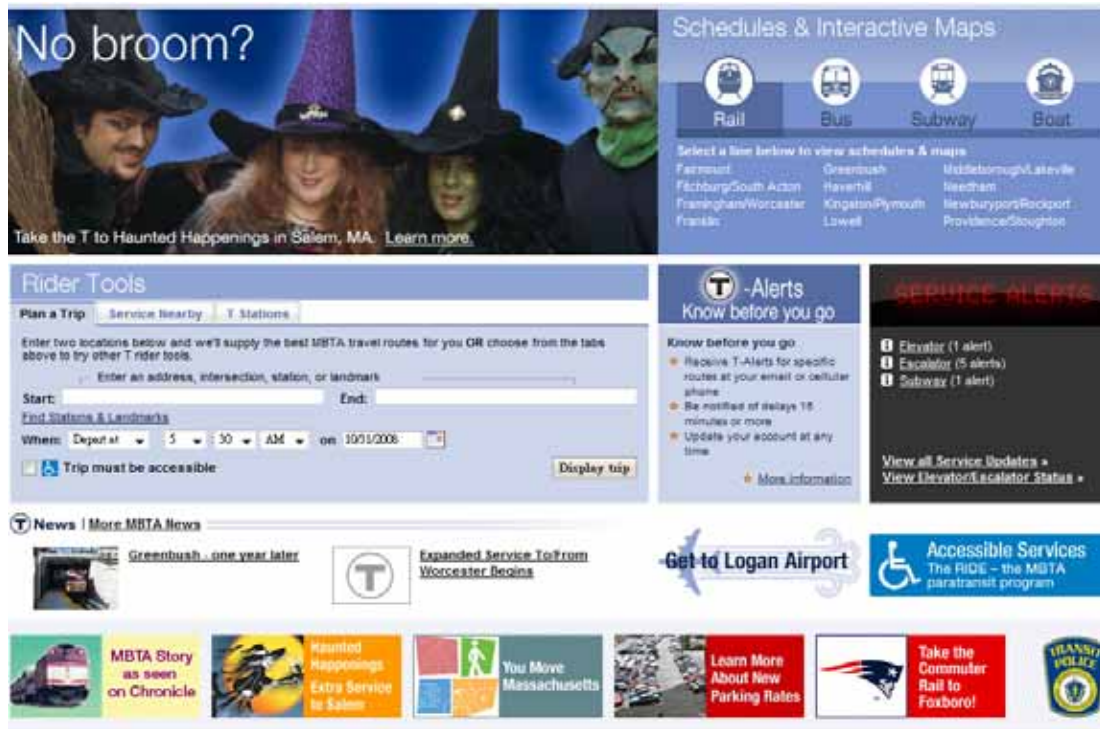 No broom?
Take the T to Haunted Happenings in Salem, MA. Learn more.
Schedules & Interactive Maps
Rail
Bus
Subway
Boat
Select a line below to view schedules & maps
Fairmount
Greenbush
Middleborough/Lakeville
Fitchburg/South Acton
Haverhill
Needham
Framingham/Worcester
Kingston/Plymouth
Newburyport/Rockport
Franklin
Lowell
Providence/Stoughton
Rider Tools
Plan a Trip
Service Nearby
T Stations
Enter two locations below and we'll supply the best MBTA travel routes for you OR choose from the tabs
above to try other T rider tools.
Enter an address, intersection, station, or landmark
Start:
End:
Find Stations & Landmarks
When: Depart at 5 30 AM on 10/31/2008
Trip must be accessible
Display trip
T -Alerts
Know before you go
Know before you go
Receive T-Alerts for specific
routes at your email or cellular
phone
Be notified of delays 15
minutes or more
Update your account at any
time
More information
SERVICE ALERTS
Elevator (1 alert)
Escalator (5 alerts)
Subway (1 alert)
View all Service Updates »
View Elevator/Escalator Status »
T News | More MBTA News
Greenbush - one year later
T
Expanded Service To/From
Worcester Begins
Get to Logan Airport
Accessible Services
The RIDE – the MBTA
paratransit program
MBTA Story
as seen
on Chronicle
Haunted
Happenings
Extra Service
to Salem
You Move
Massachusetts
Learn More
About New
Parking Rates
Take the
Commuter
Rail to
Foxboro!
POLICE